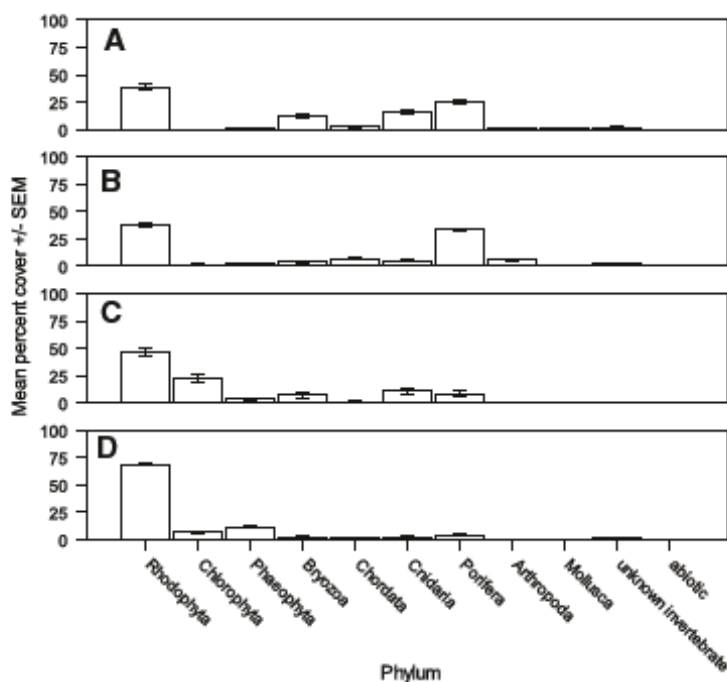 Mean percent cover +/- SEM
A
100
75
50
25
0
B
100
75
50
25
0
C
100
75
50
25
0
D
100
75
50
25
0
Rhodophyta
Chlorophyta
Phaeophyta
Bryozoa
Chordata
Cnidaria
Porifera
Arthropoda
Mollusca
unknown invertebrate
abiotic
Phylum